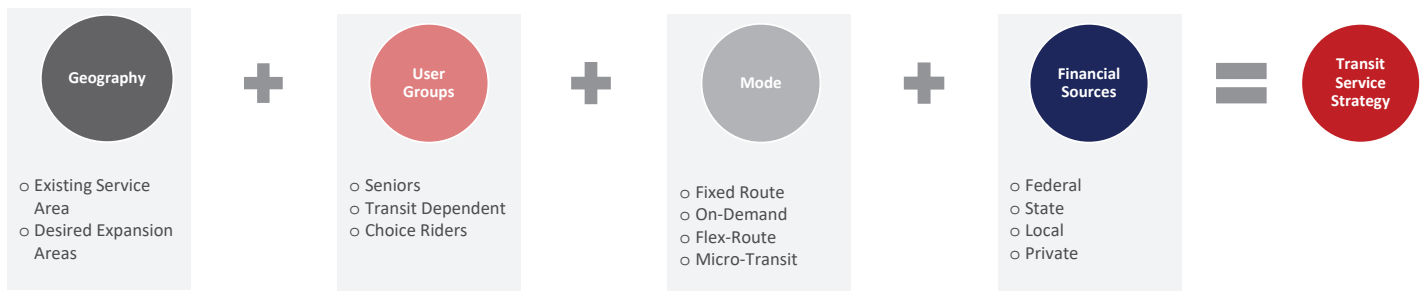 Geography
o Existing Service
Area
o Desired Expansion
Areas
User
Groups
o Seniors
o Transit Dependent
o Choice Riders
Mode
o Fixed Route
o On-Demand
o Flex-Route
o Micro-Transit
Financial
Sources
o Federal
o State
o Local
o Private
Transit
Service
Strategy